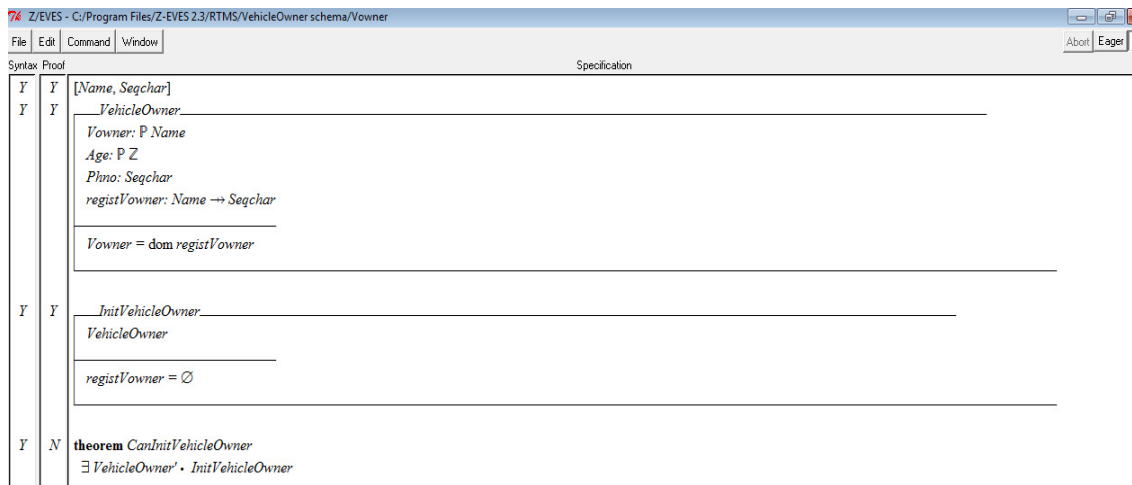 Z/EVES - C:/Program Files/Z-EVES 2.3/RTMS/VehicleOwner schema/Vowner
File Edit Command Window Abort Eager
Syntax Proof Specification
Y Y [Name, Seqchar]
Y Y VehicleOwner
Vowner: ℙ Name
Age: ℙ ℤ
Phno: Seqchar
registVowner: Name ⇸ Seqchar
Vowner = dom registVowner
Y Y InitVehicleOwner
VehicleOwner
registVowner = ∅
Y N theorem CanInitVehicleOwner
∃ VehicleOwner' • InitVehicleOwner